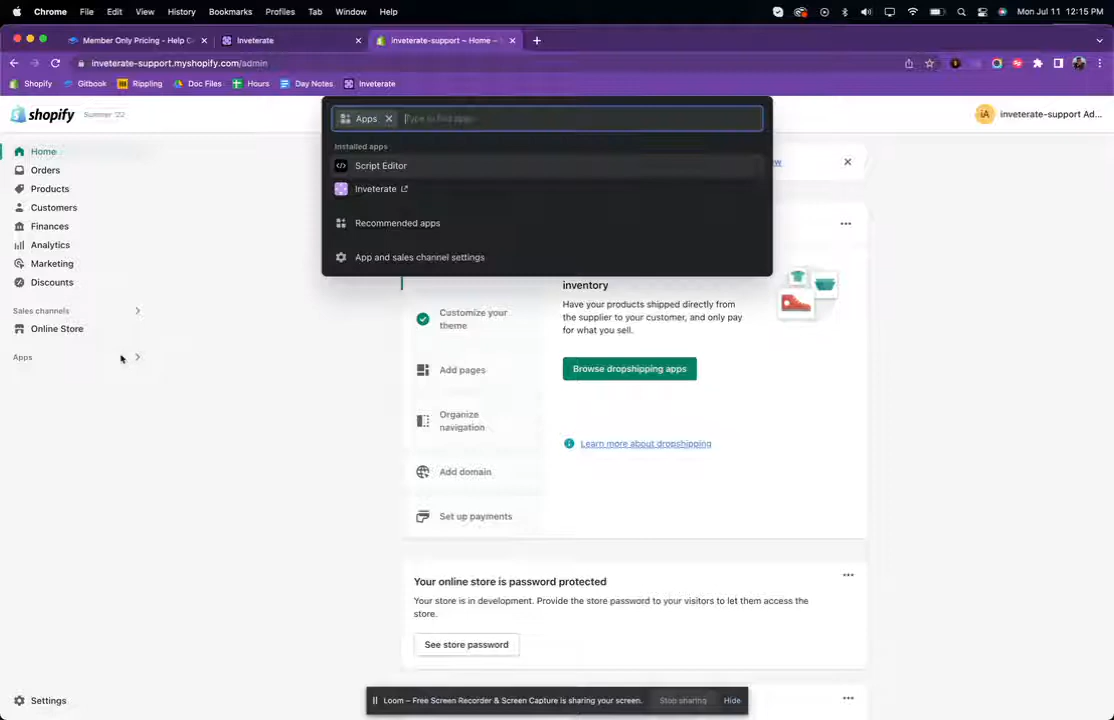 Chrome File Edit View History Bookmarks Profiles Tab Window Help Mon Jul 11 12:15 PM
Member Only Pricing - Help C
Inveterate
inveterate-support ~ Home ~
inveterate-support.myshopify.com/admin
Shopify Gitbook Rippling Doc Files Hours Day Notes Inveterate
shopify Summer '22
Apps Type to find apps
inveterate-support Ad...
iA
Installed apps
Script Editor
Inveterate
Recommended apps
App and sales channel settings
Home
Orders
Products
Customers
Finances
Analytics
Marketing
Discounts
Sales channels
Online Store
Apps
Settings
inventory
Have your products shipped directly from
the supplier to your customer, and only pay
for what you sell.
Browse dropshipping apps
Learn more about dropshipping
Customize your
theme
Add pages
Organize
navigation
Add domain
Set up payments
Your online store is password protected
Your store is in development. Provide the store password to your visitors to let them access the
store.
See store password
Loom – Free Screen Recorder & Screen Capture is sharing your screen. Stop sharing Hide